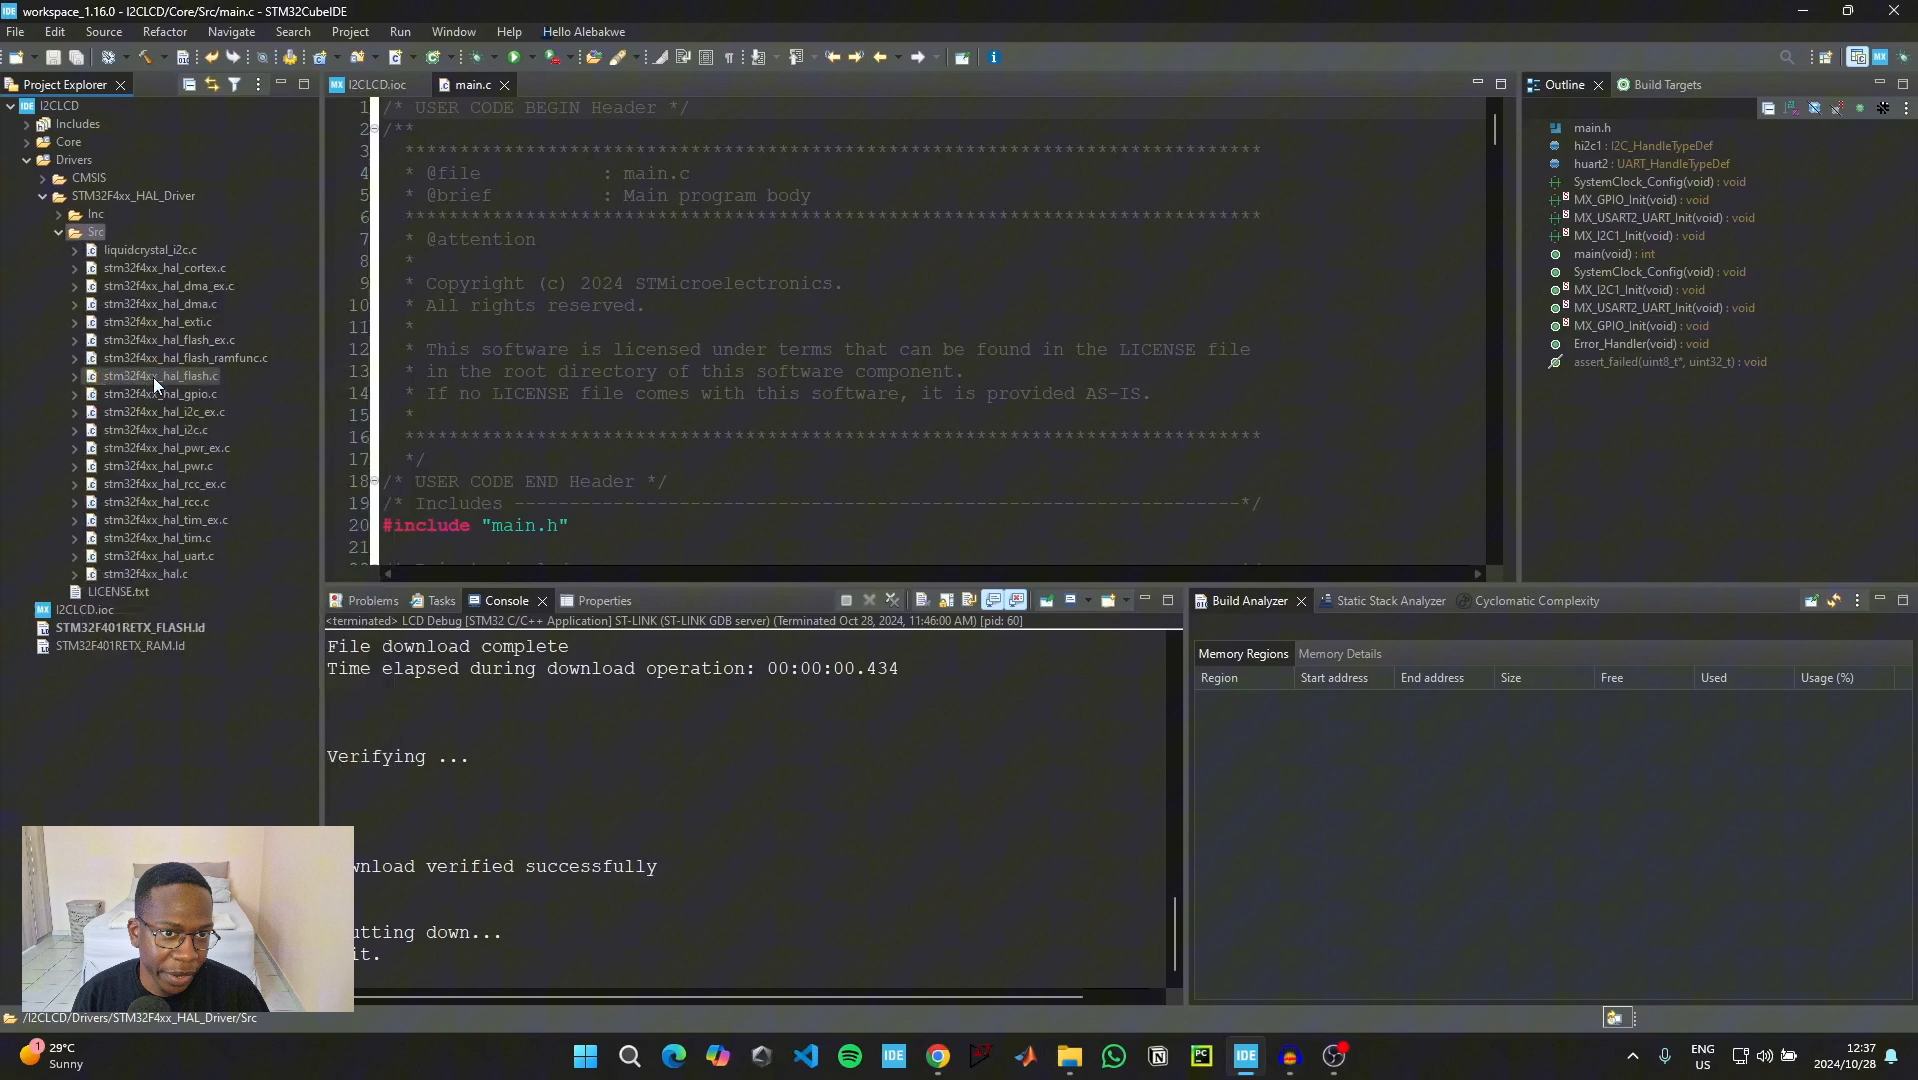 workspace_1.16.0 - I2CLCD/Core/Src/main.c - STM32CubeIDE
File Edit Source Refactor Navigate Search Project Run Window Help Hello Alebakwe
Project Explorer
I2CLCD
Includes
Core
Drivers
CMSIS
STM32F4xx_HAL_Driver
Inc
Src
liquidcrystal_i2c.c
stm32f4xx_hal_cortex.c
stm32f4xx_hal_dma_ex.c
stm32f4xx_hal_dma.c
stm32f4xx_hal_exti.c
stm32f4xx_hal_flash_ex.c
stm32f4xx_hal_flash_ramfunc.c
stm32f4xx_hal_flash.c
stm32f4xx_hal_gpio.c
stm32f4xx_hal_i2c_ex.c
stm32f4xx_hal_i2c.c
stm32f4xx_hal_pwr_ex.c
stm32f4xx_hal_pwr.c
stm32f4xx_hal_rcc_ex.c
stm32f4xx_hal_rcc.c
stm32f4xx_hal_tim_ex.c
stm32f4xx_hal_tim.c
stm32f4xx_hal_uart.c
stm32f4xx_hal.c
LICENSE.txt
I2CLCD.ioc
STM32F401RETX_FLASH.ld
STM32F401RETX_RAM.ld
I2CLCD.ioc main.c
1 /* USER CODE BEGIN Header */
2 /**
3 ******************************************************************************
4 * @file : main.c
5 * @brief : Main program body
6 ******************************************************************************
7 * @attention
8 *
9 * Copyright (c) 2024 STMicroelectronics.
10 * All rights reserved.
11 *
12 * This software is licensed under terms that can be found in the LICENSE file
13 * in the root directory of this software component.
14 * If no LICENSE file comes with this software, it is provided AS-IS.
15 *
16 ******************************************************************************
17 */
18 /* USER CODE END Header */
19 /* Includes ------------------------------------------------------------------*/
20 #include "main.h"
21
Outline Build Targets
main.h
hi2c1 : I2C_HandleTypeDef
huart2 : UART_HandleTypeDef
SystemClock_Config(void) : void
MX_GPIO_Init(void) : void
MX_USART2_UART_Init(void) : void
MX_I2C1_Init(void) : void
main(void) : int
SystemClock_Config(void) : void
MX_I2C1_Init(void) : void
MX_USART2_UART_Init(void) : void
MX_GPIO_Init(void) : void
Error_Handler(void) : void
assert_failed(uint8_t*, uint32_t) : void
Problems Tasks Console Properties
<terminated> LCD Debug [STM32 C/C++ Application] ST-LINK (ST-LINK GDB server) (Terminated Oct 28, 2024, 11:46:00 AM) [pid: 60]
File download complete
Time elapsed during download operation: 00:00:00.434
Verifying ...
wnload verified successfully
utting down...
it.
Build Analyzer Static Stack Analyzer Cyclomatic Complexity
Memory Regions Memory Details
Region Start address End address Size Free Used Usage (%)
/I2CLCD/Drivers/STM32F4xx_HAL_Driver/Src
1
29°C
Sunny
IDE
PC
IDE
ENG
US
12:37
2024/10/28